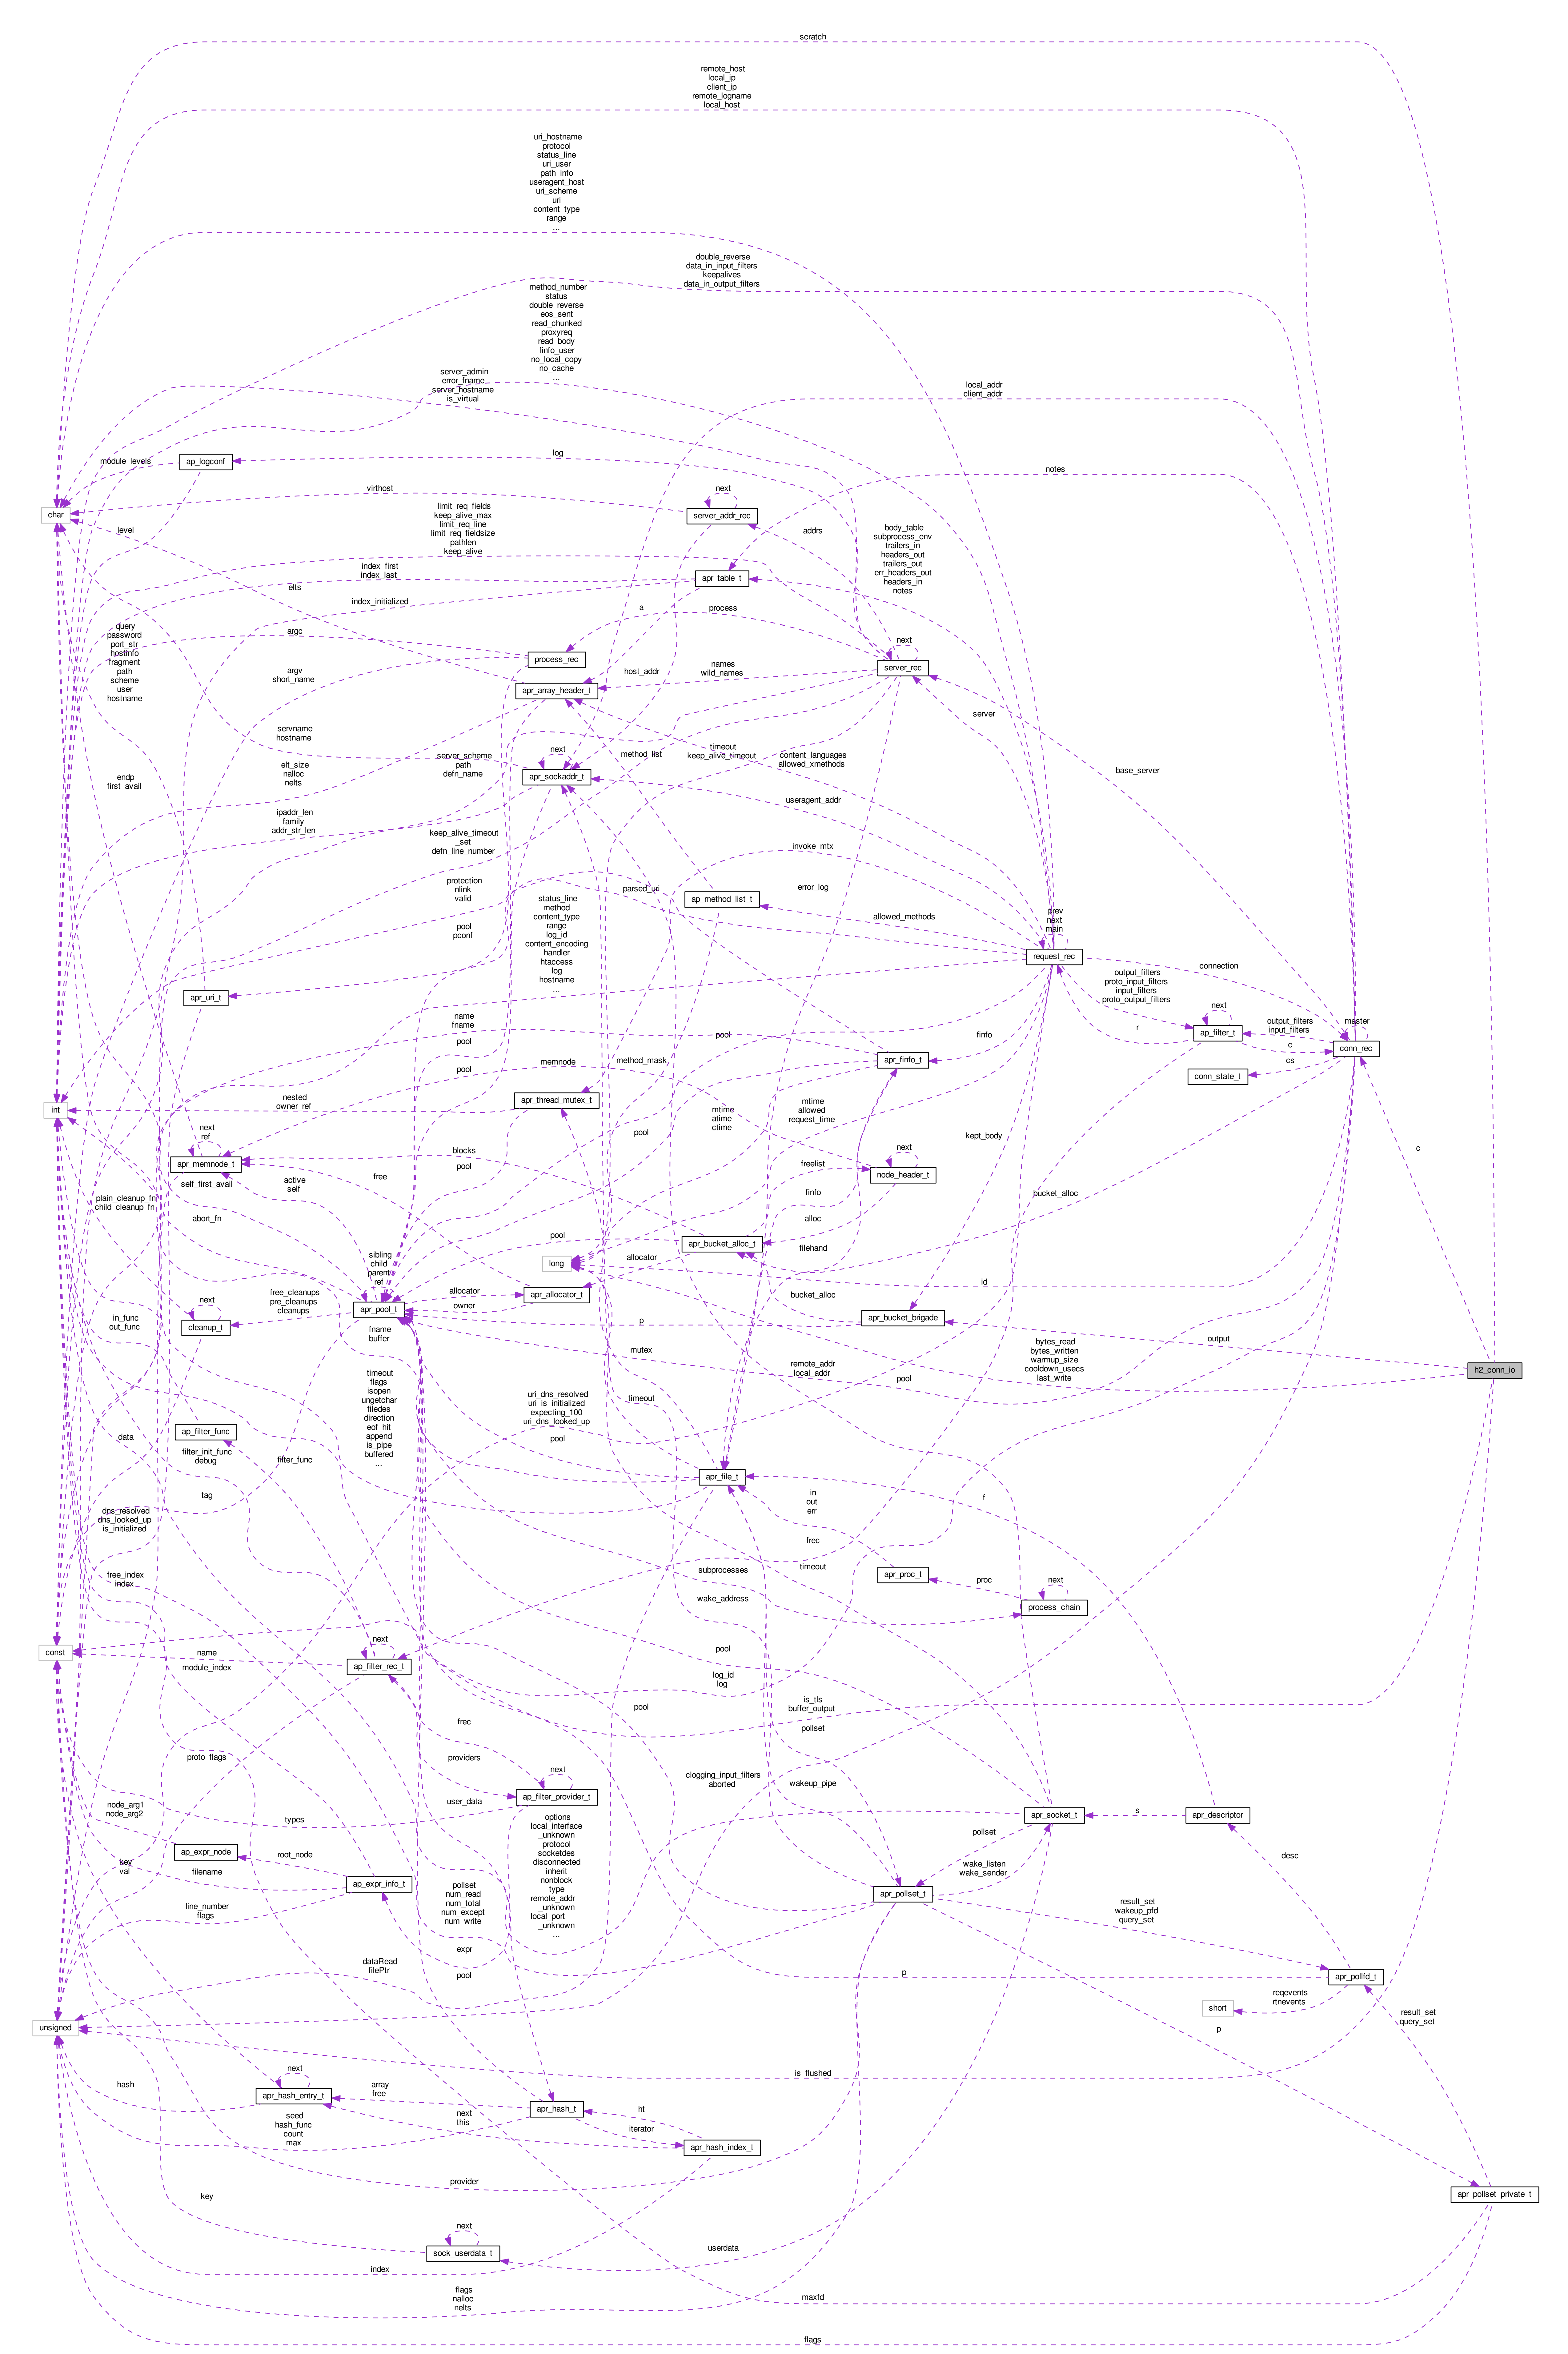 scratch
remote_host
local_ip
client_ip
remote_logname
local_host
uri_hostname
protocol
status_line
uri_user
path_info
useragent_host
uri_scheme
uri
content_type
range
...
double_reverse
data_in_input_filters
keepalives
data_in_output_filters
method_number
status
double_reverse
eos_sent
read_chunked
proxyreq
read_body
finfo_user
no_local_copy
no_cache
...
server_admin
error_fname
server_hostname
is_virtual
local_addr
client_addr
ap_logconf
module_levels
log
notes
virthost
next
server_addr_rec
char
level
limit_req_fields
keep_alive_max
limit_req_line
limit_req_fieldsize
pathlen
keep_alive
addrs
body_table
subprocess_env
trailers_in
headers_out
trailers_out
err_headers_out
headers_in
notes
index_first
index_last
apr_table_t
elts
index_initialized
a
process
query
password
port_str
hostinfo
fragment
path
scheme
user
hostname
argc
process_rec
next
server_rec
argv
short_name
host_addr
names
wild_names
apr_array_header_t
server
servname
hostname
next
apr_sockaddr_t
method_list
timeout
keep_alive_timeout
content_languages
allowed_xmethods
base_server
endp
first_avail
elt_size
nalloc
nelts
server_scheme
path
defn_name
useragent_addr
ipaddr_len
family
addr_str_len
keep_alive_timeout
_set
defn_line_number
invoke_mtx
protection
nlink
valid
parsed_uri
error_log
ap_method_list_t
allowed_methods
status_line
method
content_type
range
log_id
content_encoding
handler
htaccess
log
hostname
...
pool
pconf
prev
next
main
request_rec
connection
output_filters
proto_input_filters
input_filters
proto_output_filters
apr_uri_t
next
ap_filter_t
r
output_filters
input_filters
master
conn_rec
c
cs
conn_state_t
name
fname
pool
pool
finfo
apr_finfo_t
memnode
pool
method_mask
nested
owner_ref
int
apr_thread_mutex_t
mtime
atime
ctime
mtime
allowed
request_time
next
ref
apr_memnode_t
pool
kept_body
c
blocks
next
node_header_t
freelist
self_first_avail
active
self
pool
free
plain_cleanup_fn
child_cleanup_fn
finfo
bucket_alloc
abort_fn
alloc
pool
apr_bucket_alloc_t
filehand
sibling
child
parent
ref
long
allocator
id
apr_pool_t
allocator
owner
apr_allocator_t
bucket_alloc
free_cleanups
pre_cleanups
cleanups
next
cleanup_t
p
apr_bucket_brigade
output
in_func
out_func
fname
buffer
mutex
remote_addr
local_addr
pool
bytes_read
bytes_written
warmup_size
cooldown_usecs
last_write
h2_conn_io
timeout
flags
isopen
ungetchar
filedes
direction
eof_hit
append
is_pipe
buffered
...
uri_dns_resolved
uri_is_initialized
expecting_100
uri_dns_looked_up
timeout
ap_filter_func
data
filter_init_func
debug
filter_func
pool
apr_file_t
tag
in
out
err
f
dns_resolved
dns_looked_up
is_initialized
frec
timeout
apr_proc_t
proc
next
process_chain
subprocesses
free_index
index
wake_address
const
name
next
ap_filter_rec_t
module_index
pool
log_id
log
pool
is_tls
buffer_output
frec
pollset
proto_flags
providers
next
ap_filter_provider_t
clogging_input_filters
aborted
wakeup_pipe
node_arg1
node_arg2
types
user_data
options
local_interface
_unknown
protocol
socketdes
disconnected
inherit
nonblock
type
remote_addr
_unknown
local_port
_unknown
...
apr_socket_t
s
apr_descriptor
pollset
ap_expr_node
root_node
desc
key
val
filename
ap_expr_info_t
wake_listen
wake_sender
apr_pollset_t
line_number
flags
pollset
num_read
num_total
num_except
num_write
result_set
wakeup_pfd
query_set
expr
dataRead
filePtr
pool
p
apr_pollfd_t
reqevents
rtnevents
short
result_set
query_set
unsigned
p
is_flushed
hash
next
apr_hash_entry_t
array
free
apr_hash_t
ht
seed
hash_func
count
max
next
this
iterator
apr_hash_index_t
provider
apr_pollset_private_t
key
next
sock_userdata_t
userdata
index
flags
nalloc
nelts
maxfd
flags